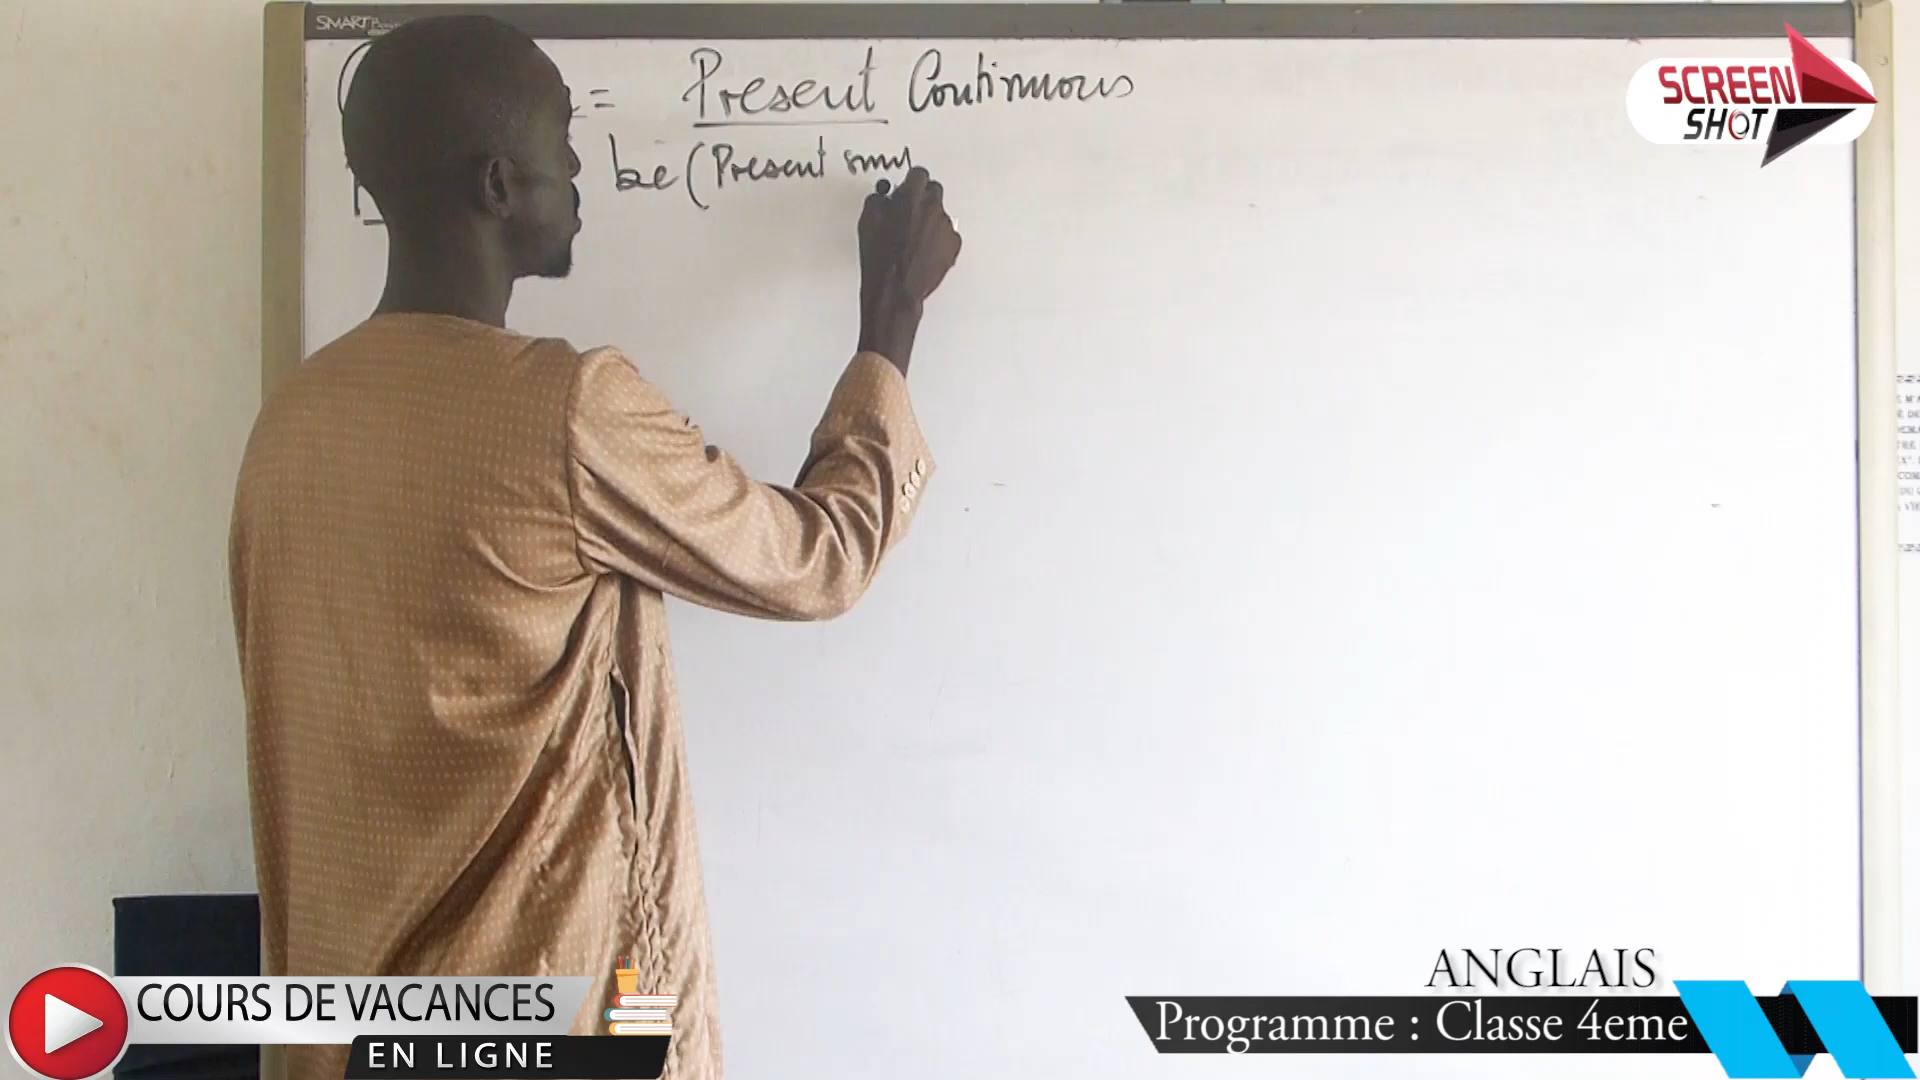 SMART
= Present Continuous
be (Present
SCREEN
SHOT
ANGLAIS
Programme : Classe 4eme
COURS DE VACANCES
EN LIGNE